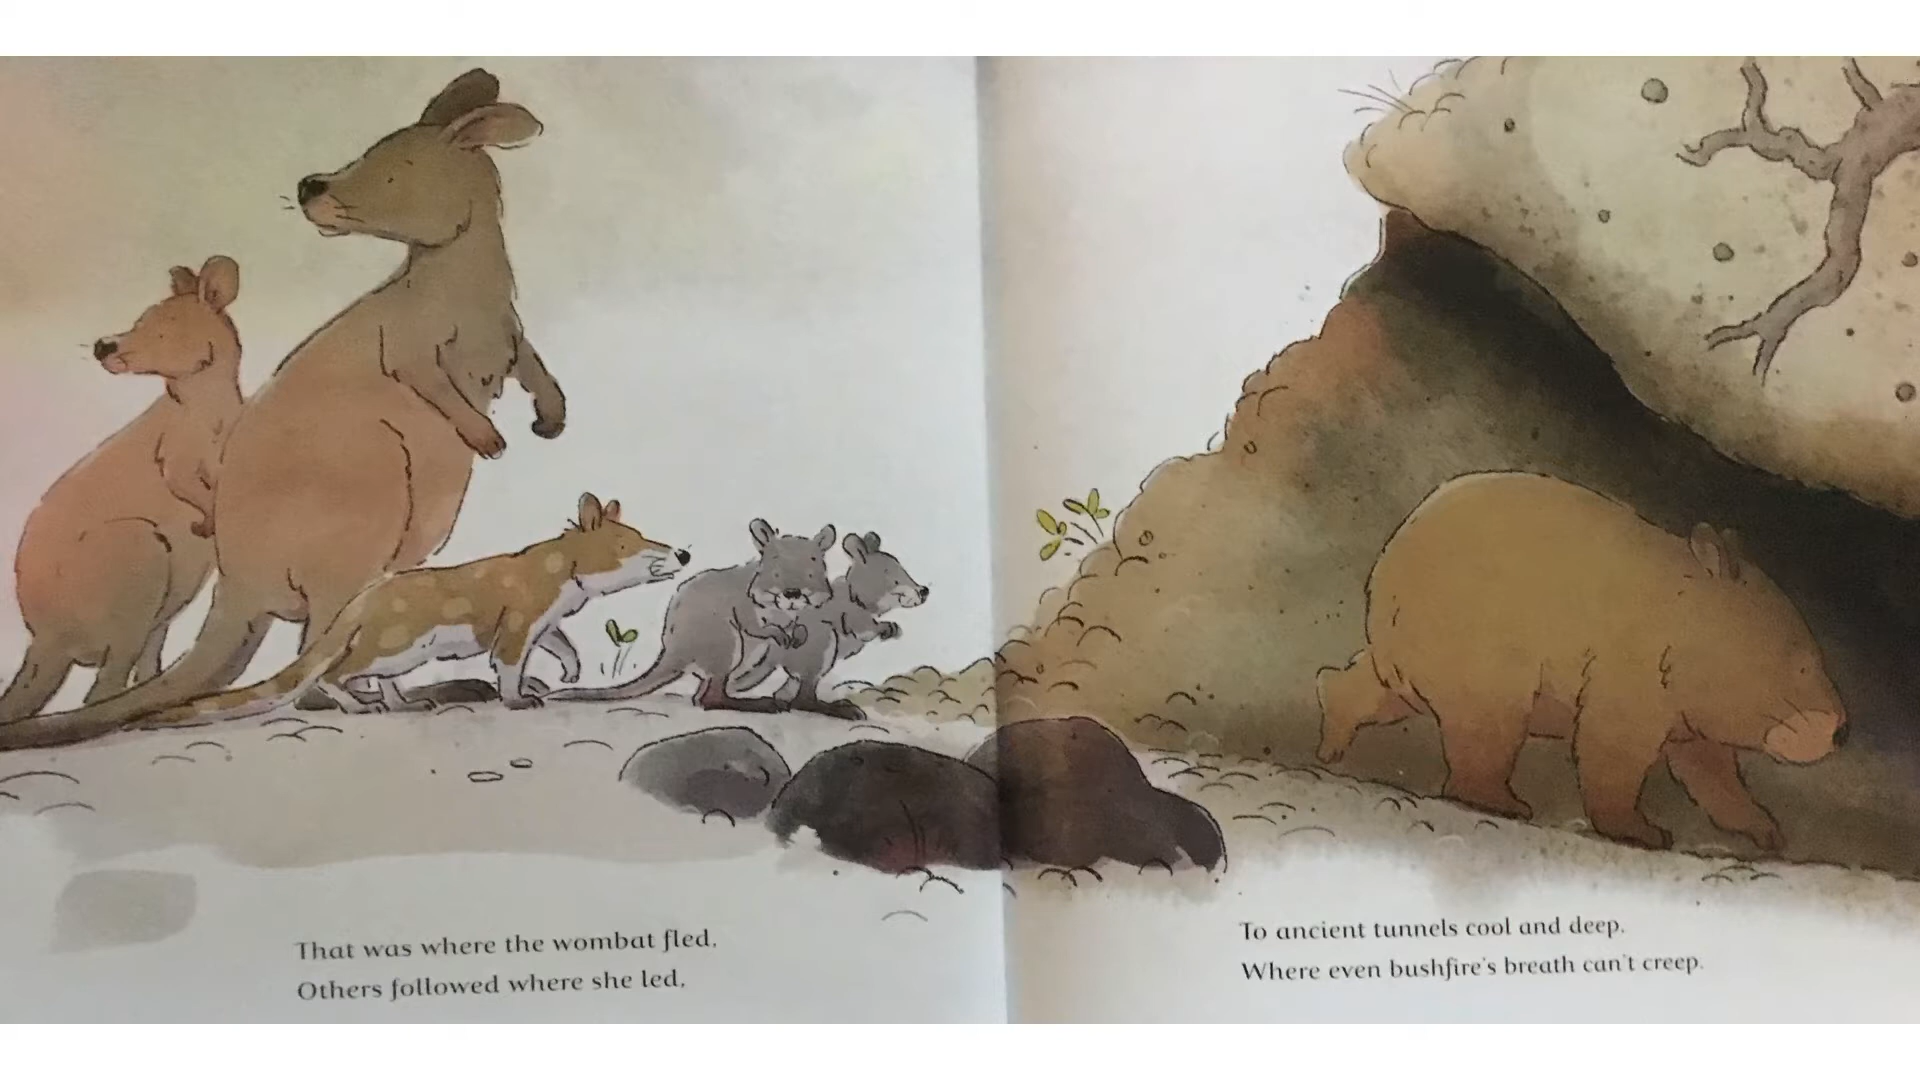 That was where the wombat fled,
Others followed where she led,
To ancient tunnels cool and deep.
Where even bushfire's breath can't creep.